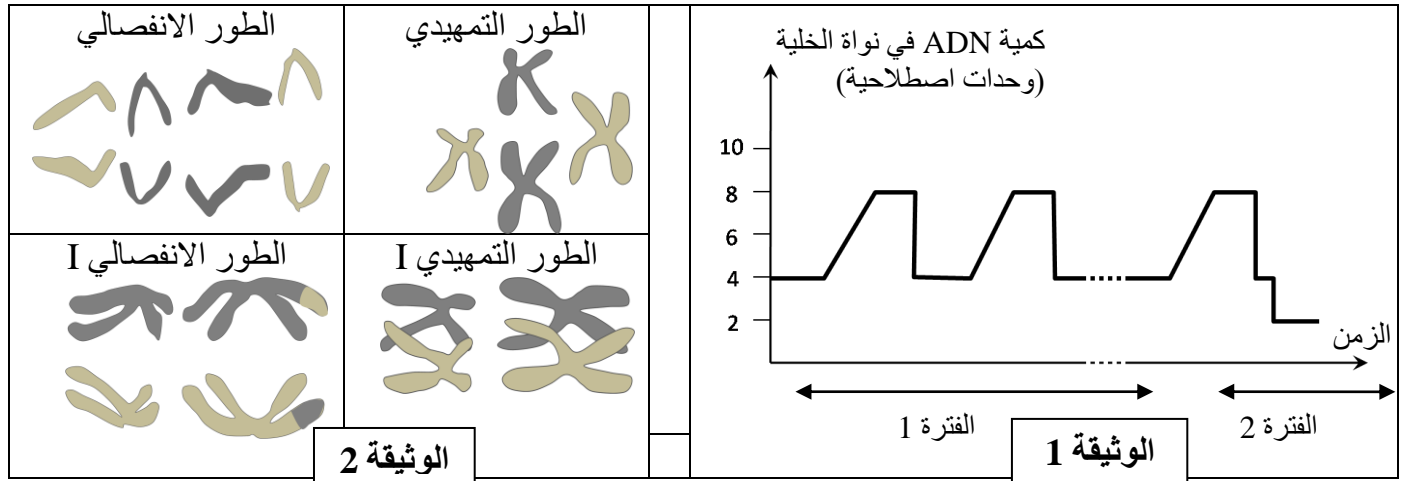 كمية ADN في نواة الخلية
(وحدات اصطلاحية)
10
8
6
4
2
الزمن
الفترة 1
الفترة 2
الوثيقة 1
الطور التمهيدي
الطور الانفصالي
الطور التمهيدي I
الطور الانفصالي I
الوثيقة 2